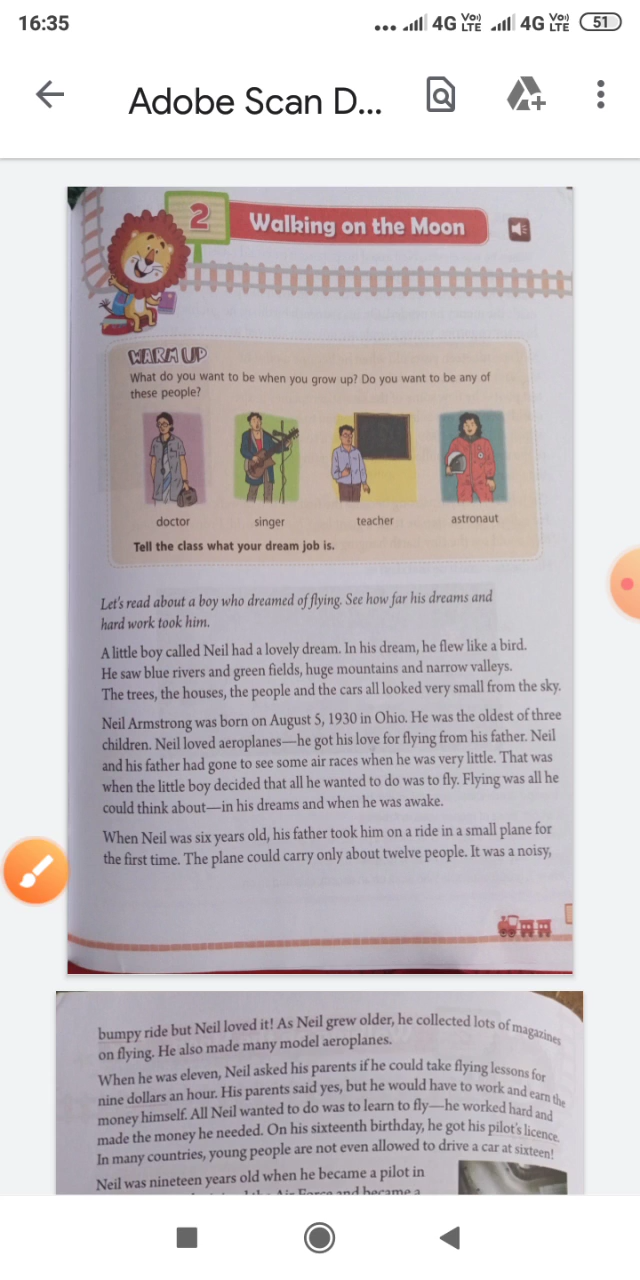 16:35
4G Vo)) LTE 4G Vo)) LTE 51
Adobe Scan D...
2
Walking on the Moon
WARM UP
What do you want to be when you grow up? Do you want to be any of
these people?
doctor singer teacher astronaut
Tell the class what your dream job is.
Let's read about a boy who dreamed of flying. See how far his dreams and
hard work took him.
A little boy called Neil had a lovely dream. In his dream, he flew like a bird.
He saw blue rivers and green fields, huge mountains and narrow valleys.
The trees, the houses, the people and the cars all looked very small from the sky.
Neil Armstrong was born on August 5, 1930 in Ohio. He was the oldest of three
children. Neil loved aeroplanes—he got his love for flying from his father. Neil
and his father had gone to see some air races when he was very little. That was
when the little boy decided that all he wanted to do was to fly. Flying was all he
could think about—in his dreams and when he was awake.
When Neil was six years old, his father took him on a ride in a small plane for
the first time. The plane could carry only about twelve people. It was a noisy,
bumpy ride but Neil loved it! As Neil grew older, he collected lots of magazines
on flying. He also made many model aeroplanes.
When he was eleven, Neil asked his parents if he could take flying lessons for
nine dollars an hour. His parents said yes, but he would have to work and earn the
money himself. All Neil wanted to do was to learn to fly—he worked hard and
made the money he needed. On his sixteenth birthday, he got his pilot's licence.
In many countries, young people are not even allowed to drive a car at sixteen!
Neil was nineteen years old when he became a pilot in
Air Force and became a